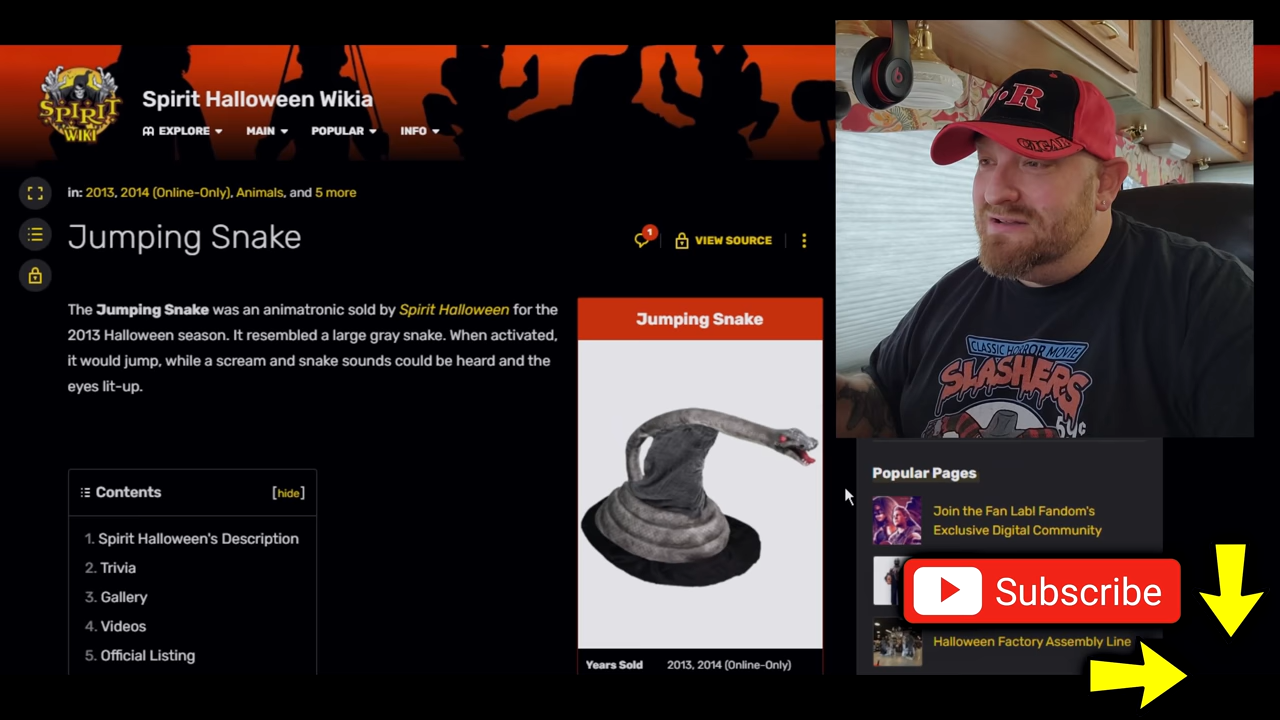 SPIRIT
WIKI
Spirit Halloween Wikia
EXPLORE MAIN POPULAR INFO
in: 2013, 2014 (Online-Only), Animals, and 5 more
Jumping Snake
1
VIEW SOURCE
The Jumping Snake was an animatronic sold by Spirit Halloween for the
2013 Halloween season. It resembled a large gray snake. When activated,
it would jump, while a scream and snake sounds could be heard and the
eyes lit-up.
Contents [hide]
1. Spirit Halloween's Description
2. Trivia
3. Gallery
4. Videos
5. Official Listing
Jumping Snake
Years Sold 2013, 2014 (Online-Only)
CIGAR
CLASSIC HORROR MOVIE
SLASHERS
Popular Pages
Join the Fan Lab! Fandom's
Exclusive Digital Community
Subscribe
Halloween Factory Assembly Line